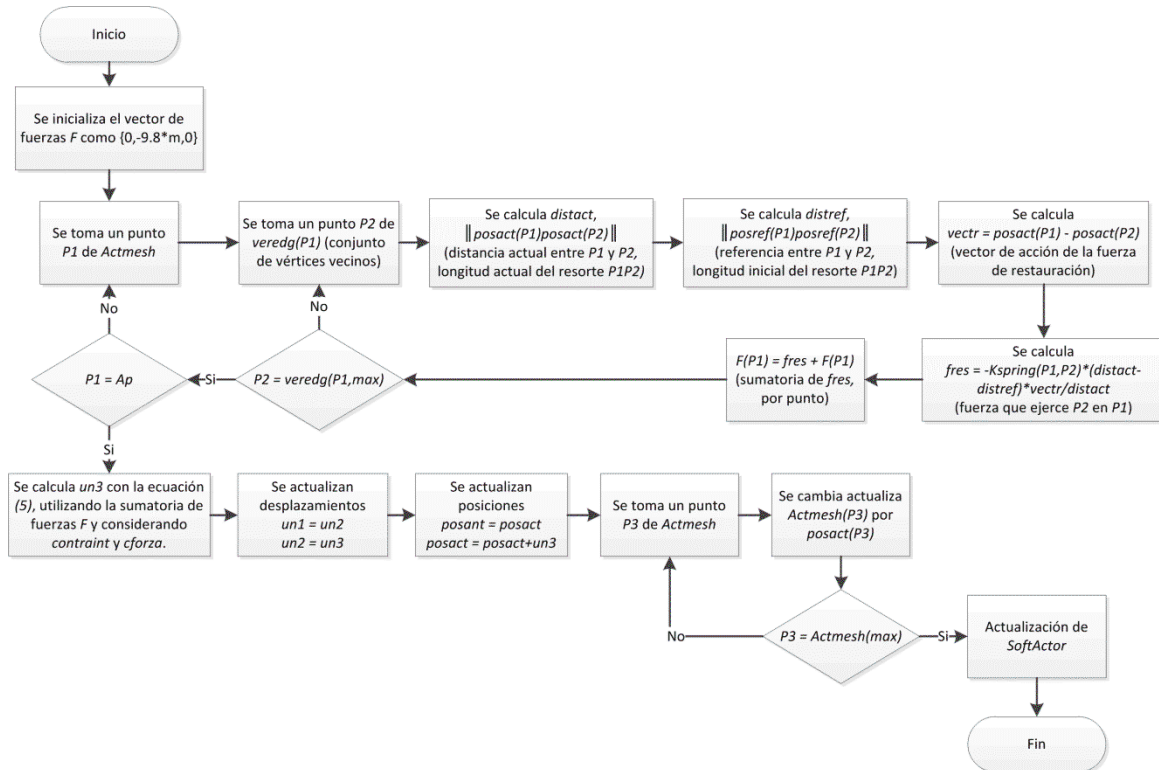 Inicio
Se inicializa el vector de
fuerzas F como {0,-9.8*m,0}
Se toma un punto
P1 de Actmesh
Se toma un punto P2 de
veredg(P1) (conjunto
de vértices vecinos)
Se calcula distact,
‖posact(P1)posact(P2)‖
(distancia actual entre P1 y P2,
longitud actual del resorte P1P2)
Se calcula distref,
‖posref(P1)posref(P2)‖
(referencia entre P1 y P2,
longitud inicial del resorte P1P2)
Se calcula
vectr = posact(P1) - posact(P2)
(vector de acción de la fuerza
de restauración)
Se calcula
fres = -Kspring(P1,P2)*(distact-
distref)*vectr/distact
(fuerza que ejerce P2 en P1)
F(P1) = fres + F(P1)
(sumatoria de fres,
por punto)
No
P2 = veredg(P1,max)
Si
No
P1 = Ap
Si
Se calcula un3 con la ecuación
(5), utilizando la sumatoria de
fuerzas F y considerando
contraint y cforza.
Se actualizan
desplazamientos
un1 = un2
un2 = un3
Se actualizan
posiciones
posant = posact
posact = posact+un3
Se toma un punto
P3 de Actmesh
Se cambia actualiza
Actmesh(P3) por
posact(P3)
No
P3 = Actmesh(max)
Si
Actualización de
SoftActor
Fin